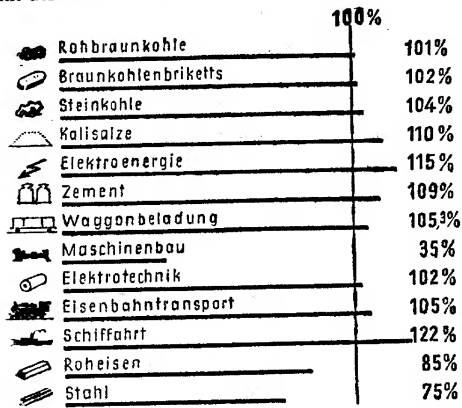 100%
Rohbraunkohle 101%
Braunkohlenbriketts 102%
Steinkohle 104%
Kalisalze 110%
Elektroenergie 115%
Zement 109%
Waggonbeladung 105,3%
Maschinenbau 35%
Elektrotechnik 102%
Eisenbahntransport 105%
Schiffahrt 122%
Roheisen 85%
Stahl 75%